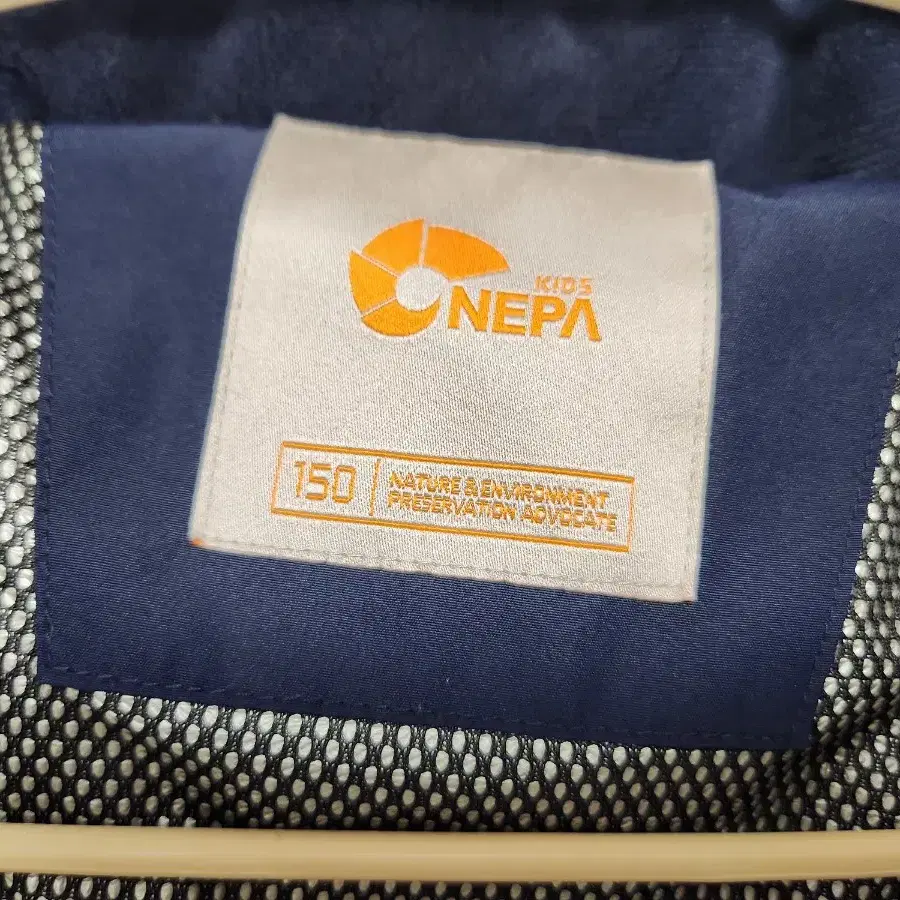 KIDS
NEPA
150
NATURE & ENVIRONMENT
PRESERVATION ADVOCATE